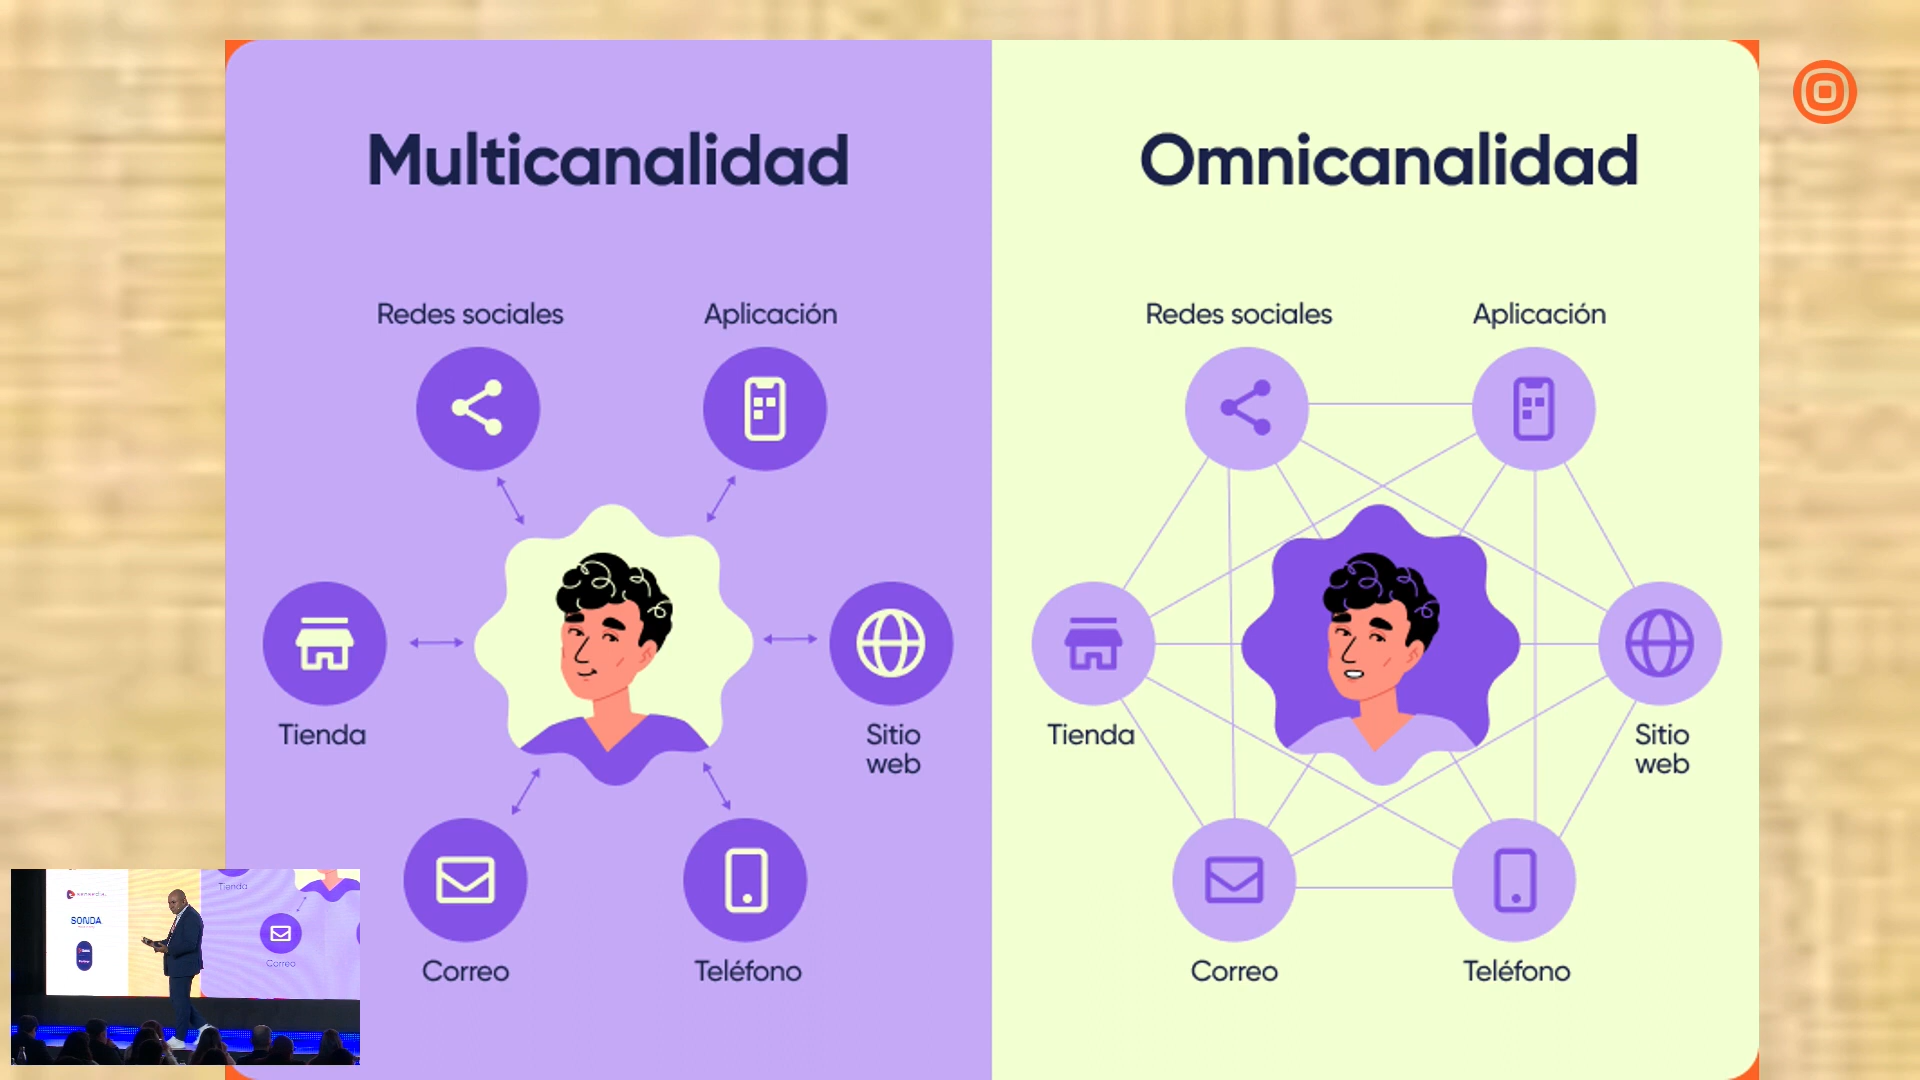 Multicanalidad
Redes sociales
Aplicación
Tienda
Sitio
web
Correo
Teléfono
Omnicanalidad
Redes sociales
Aplicación
Tienda
Sitio
web
Correo
Teléfono
SONDA
Tienda
Correo